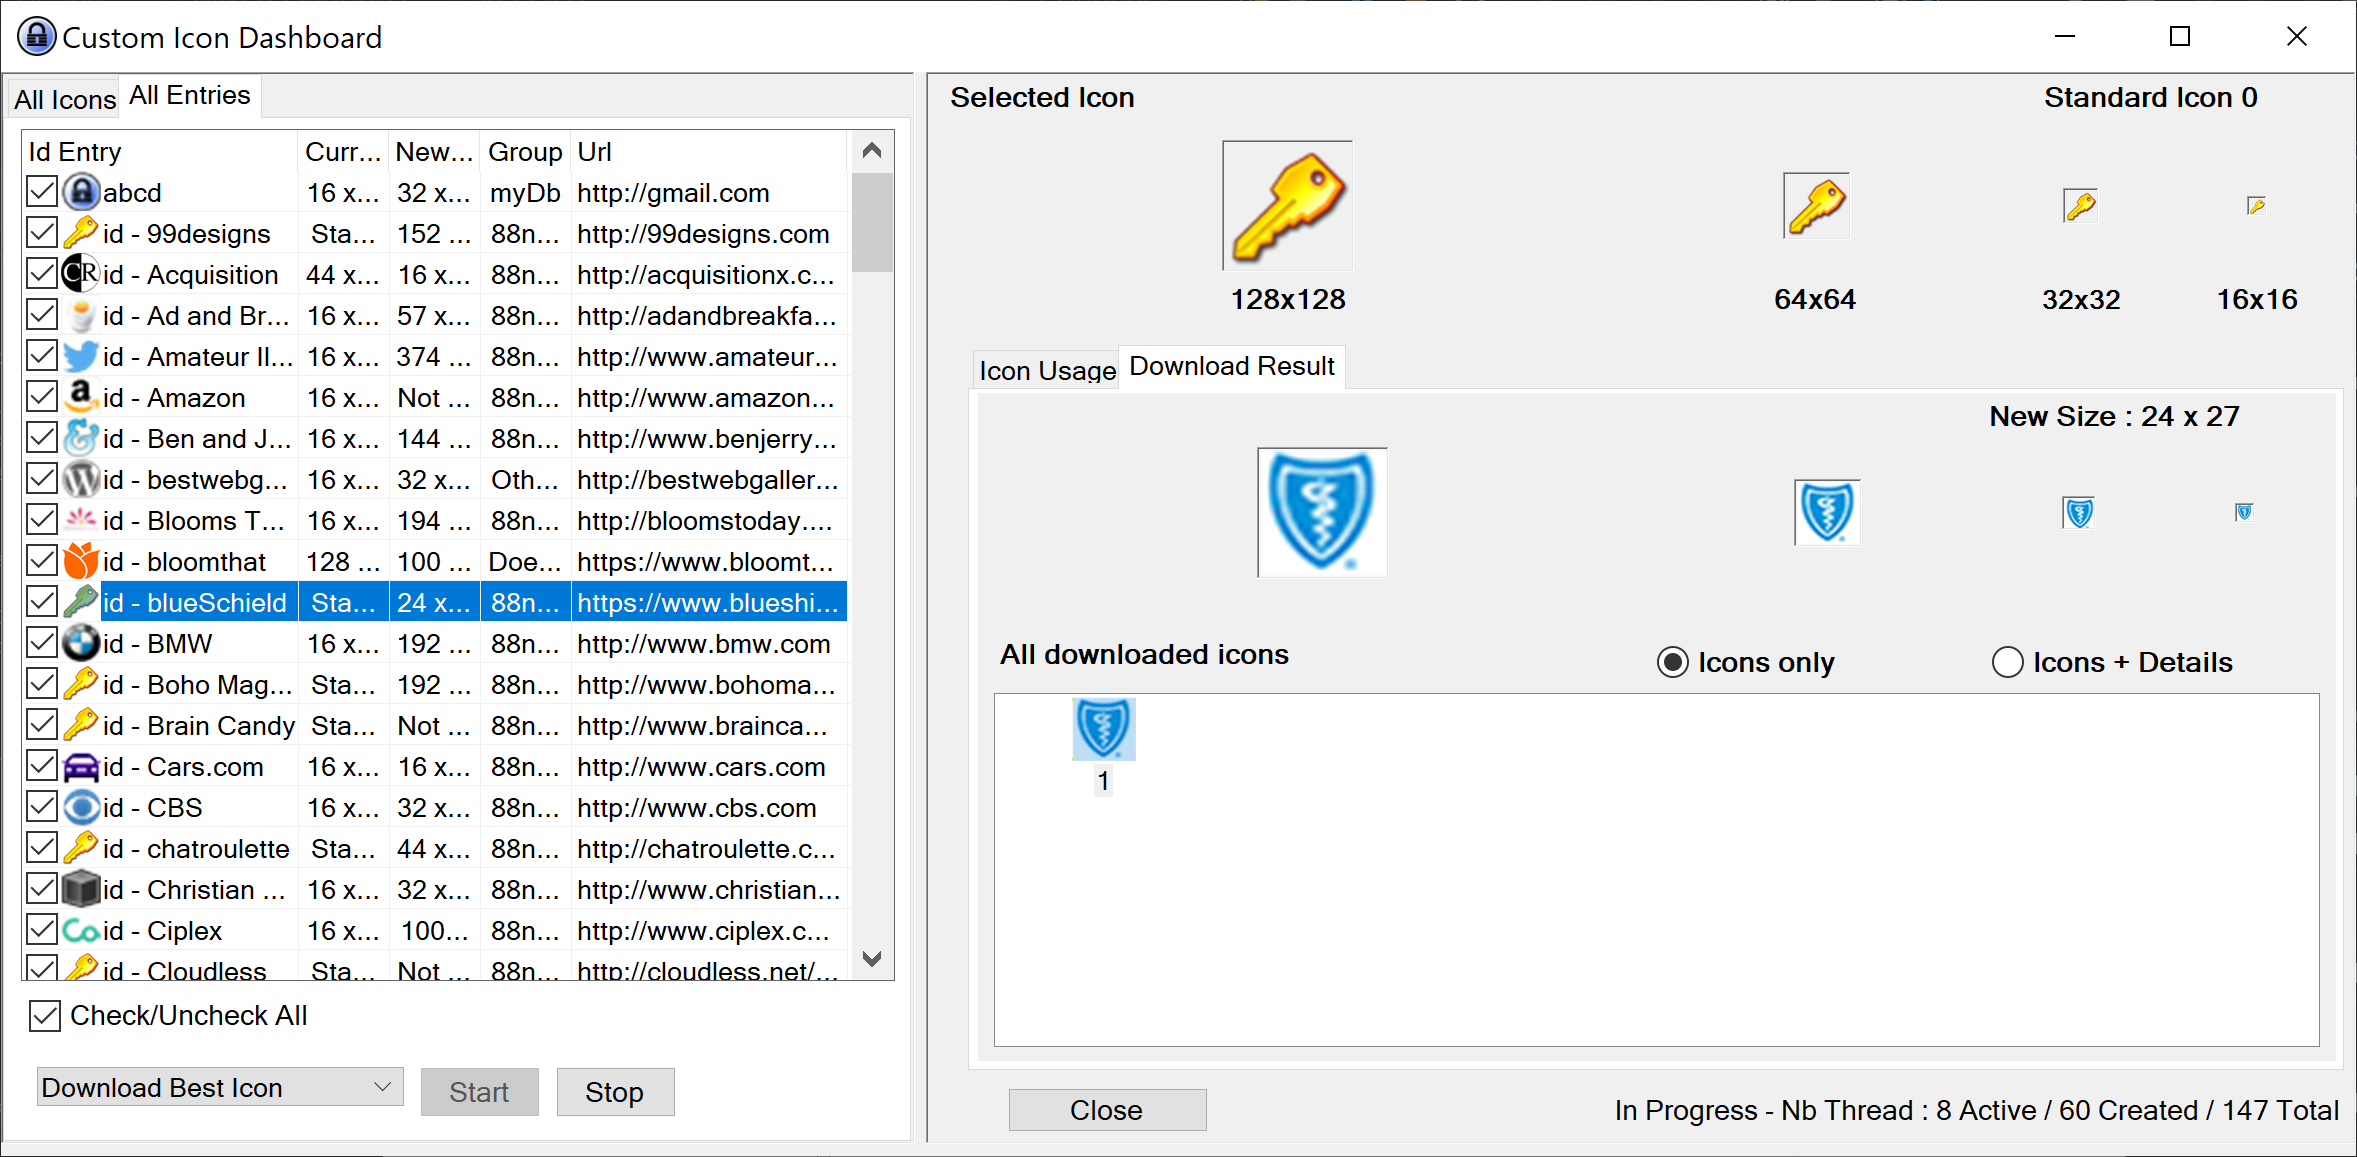 Custom Icon Dashboard
All Icons
All Entries
Id Entry Curr... New... Group Url
abcd 16 x... 32 x... myDb http://gmail.com
id - 99designs Sta... 152 ... 88n... http://99designs.com
CR id - Acquisition 44 x... 16 x... 88n... http://acquisitionx.c...
id - Ad and Br... 16 x... 57 x... 88n... http://adandbreakfa...
id - Amateur Il... 16 x... 374 ... 88n... http://www.amateur...
a id - Amazon 16 x... Not ... 88n... http://www.amazon...
id - Ben and J... 16 x... 144 ... 88n... http://www.benjerry...
W id - bestwebg... 16 x... 32 x... Oth... http://bestwebgaller...
id - Blooms T... 16 x... 194 ... 88n... http://bloomstoday....
id - bloomthat 128 ... 100 ... Doe... https://www.bloomt...
id - blueSchield Sta... 24 x... 88n... https://www.blueshi...
id - BMW 16 x... 192 ... 88n... http://www.bmw.com
id - Boho Mag... Sta... 192 ... 88n... http://www.bohoma...
id - Brain Candy Sta... Not ... 88n... http://www.brainca...
id - Cars.com 16 x... 16 x... 88n... http://www.cars.com
id - CBS 16 x... 32 x... 88n... http://www.cbs.com
id - chatroulette Sta... 44 x... 88n... http://chatroulette.c...
id - Christian ... 16 x... 32 x... 88n... http://www.christian...
Co id - Ciplex 16 x... 100... 88n... http://www.ciplex.c...
id - Cloudless Sta... Not ... 88n... http://cloudless.net/...
Check/Uncheck All
Download Best Icon
Start
Stop
Selected Icon
Standard Icon 0
128x128
64x64
32x32
16x16
Icon Usage
Download Result
New Size : 24 x 27
All downloaded icons
Icons only
Icons + Details
1
Close
In Progress - Nb Thread : 8 Active / 60 Created / 147 Total